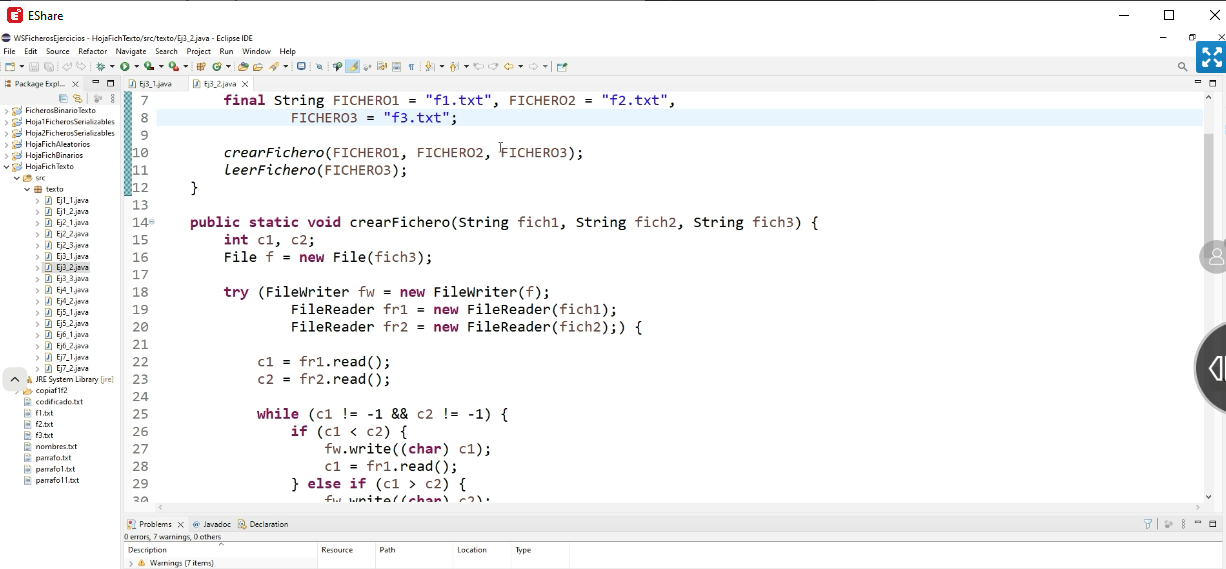 EShare
WSFicherosEjercicios - HojaFichTexto/src/texto/Ej3_2.java - Eclipse IDE
File Edit Source Refactor Navigate Search Project Run Window Help
Package Expl...
Ej3_1.java
Ej3_2.java
FicherosBinarioTexto
Hoja1FicherosSerializables
Hoja2FicherosSerializables
HojaFichAleatorios
HojaFichBinarios
HojaFichTexto
src
texto
Ej1_1.java
Ej1_2.java
Ej2_1.java
Ej2_2.java
Ej2_3.java
Ej3_1.java
Ej3_2.java
Ej3_3.java
Ej4_1.java
Ej4_2.java
Ej5_1.java
Ej5_2.java
Ej6_1.java
Ej6_2.java
Ej7_1.java
Ej7_2.java
JRE System Library [jre]
copiaf1f2
codificado.txt
f1.txt
f2.txt
f3.txt
nombres.txt
parrafo.txt
parrafo1.txt
parrafo11.txt
7 final String FICHERO1 = "f1.txt", FICHERO2 = "f2.txt",
8 FICHERO3 = "f3.txt";
9
10 crearFichero(FICHERO1, FICHERO2, FICHERO3);
11 leerFichero(FICHERO3);
12 }
13
14 public static void crearFichero(String fich1, String fich2, String fich3) {
15 int c1, c2;
16 File f = new File(fich3);
17
18 try (FileWriter fw = new FileWriter(f);
19 FileReader fr1 = new FileReader(fich1);
20 FileReader fr2 = new FileReader(fich2);) {
21
22 c1 = fr1.read();
23 c2 = fr2.read();
24
25 while (c1 != -1 && c2 != -1) {
26 if (c1 < c2) {
27 fw.write((char) c1);
28 c1 = fr1.read();
29 } else if (c1 > c2) {
30 fw.write((char) c2);
Problems Javadoc Declaration
0 errors, 7 warnings, 0 others
Description Resource Path Location Type
Warnings (7 items)